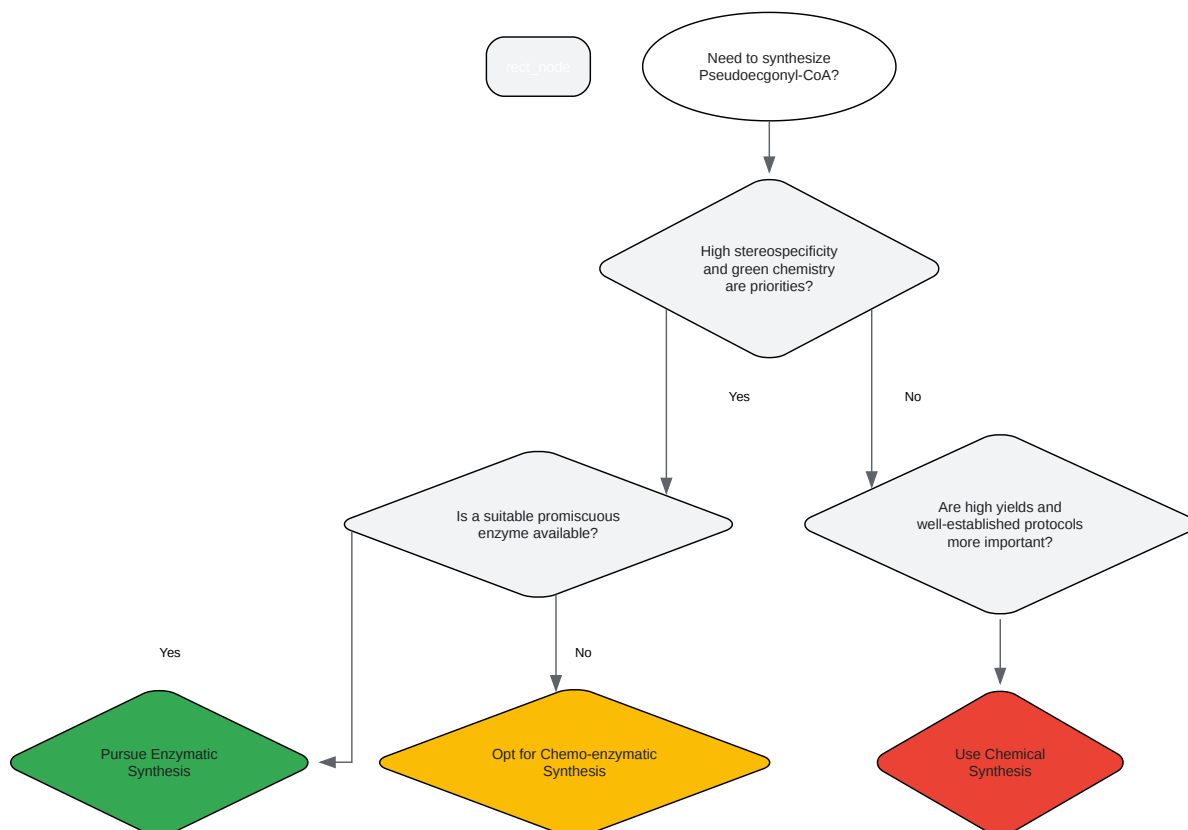 rect_node
Need to synthesize
Pseudoecgonyl-CoA?
High stereospecificity
and green chemistry
are priorities?
Yes
No
Is a suitable promiscuous
enzyme available?
Are high yields and
well-established protocols
more important?
Yes
No
Pursue Enzymatic
Synthesis
Opt for Chemo-enzymatic
Synthesis
Use Chemical
Synthesis